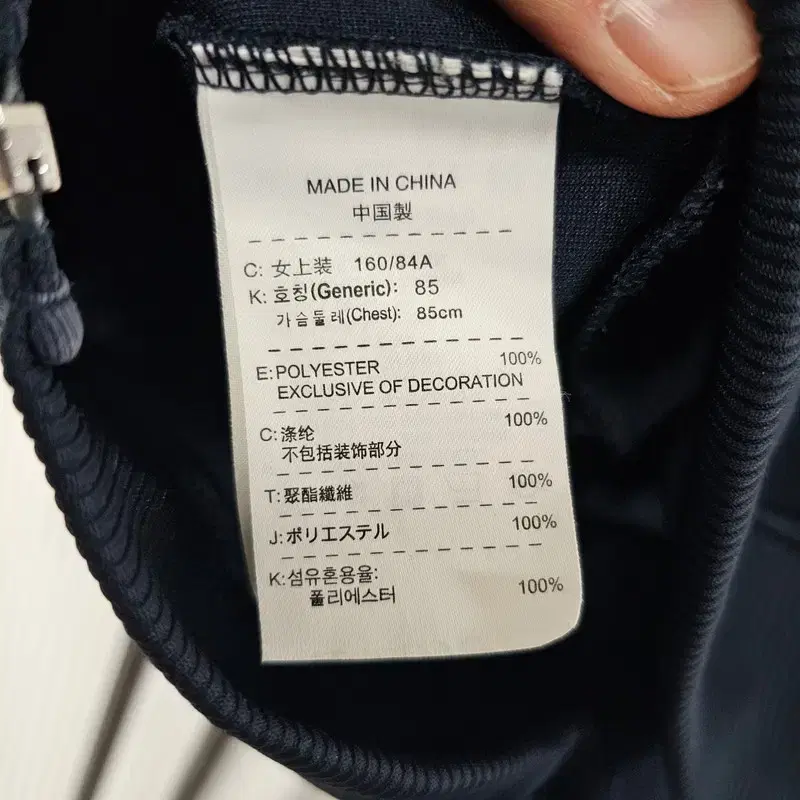 MADE IN CHINA
中国製
C: 女上装 160/84A
K: 호칭(Generic): 85
가슴둘레(Chest): 85cm
E:POLYESTER 100%
EXCLUSIVE OF DECORATION
C:涤纶 100%
不包括装饰部分
T:聚酯纖維 100%
J:ポリエステル 100%
K:섬유혼용율:
폴리에스터 100%